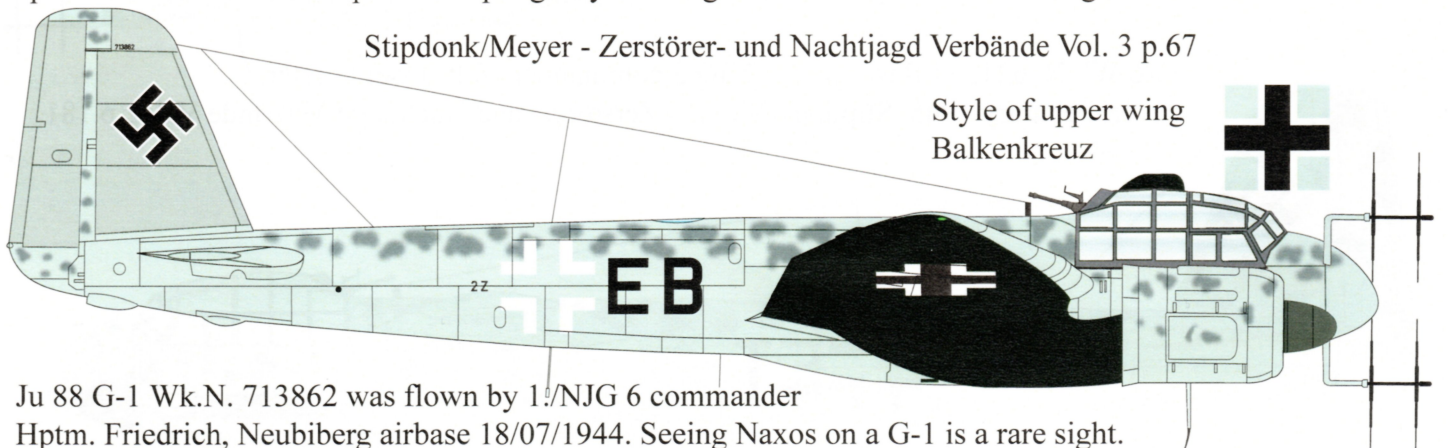 Stipdonk/Meyer - Zerstörer- und Nachtjagd Verbände Vol. 3 p.67
713862
Style of upper wing
Balkenkreuz
2Z
EB
Ju 88 G-1 Wk.N. 713862 was flown by 1./NJG 6 commander
Hptm. Friedrich, Neubiberg airbase 18/07/1944. Seeing Naxos on a G-1 is a rare sight.